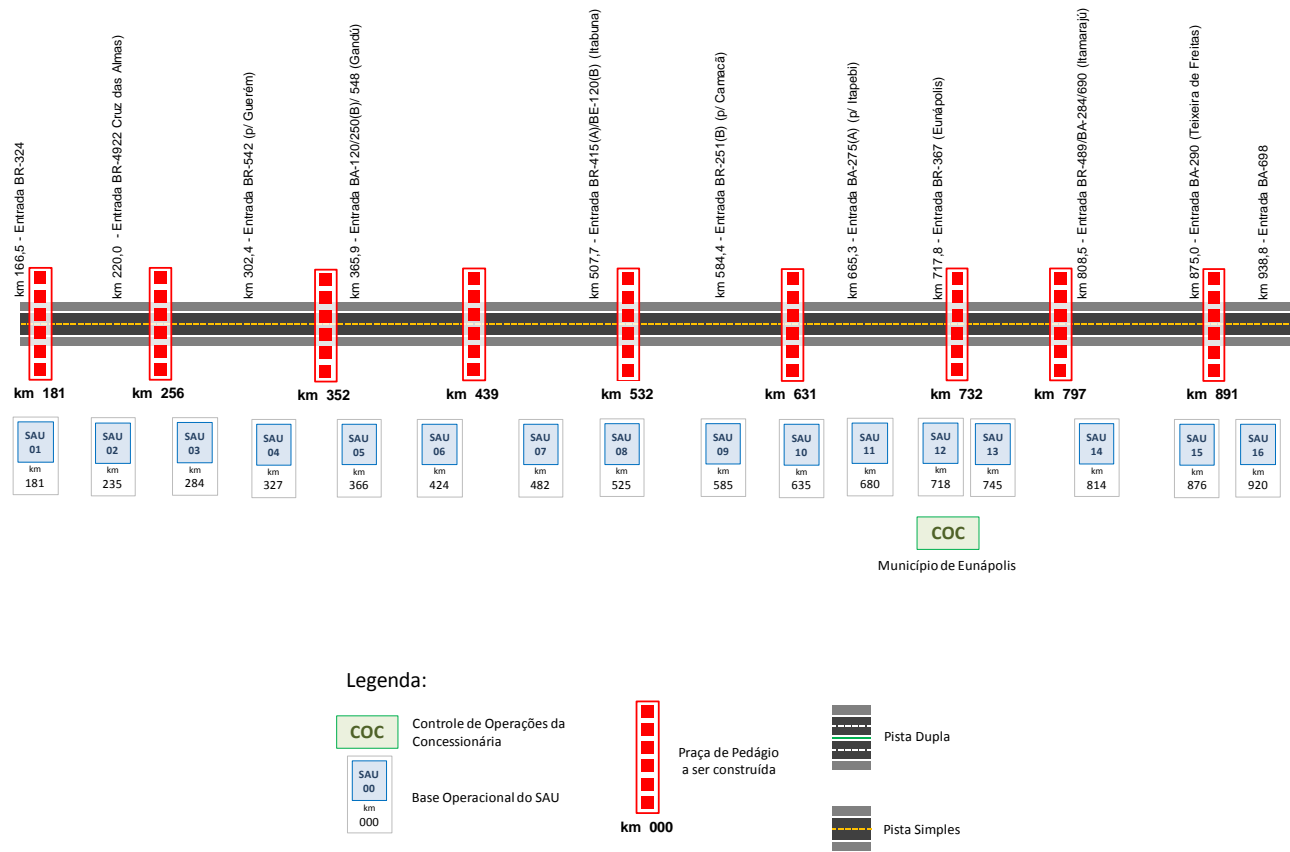 km 166,5 - Entrada BR-324
km 220,0 - Entrada BR-4922 Cruz das Almas
km 302,4 - Entrada BR-542 (p/ Guerém)
km 365,9 - Entrada BA-120/250(B)/ 548 (Gandú)
km 507,7 - Entrada BR-415(A)/BE-120(B) (Itabuna)
km 584,4 - Entrada BR-251(B) (p/ Camacã)
km 665,3 - Entrada BA-275(A) (p/ Itapebi)
km 717,8 - Entrada BR-367 (Eunápolis)
km 808,5 - Entrada BR-489/BA-284/690 (Itamarajú)
km 875,0 - Entrada BA-290 (Teixeira de Freitas)
km 938,8 - Entrada BA-698
km 181
km 256
km 352
km 439
km 532
km 631
km 732
km 797
km 891
SAU
01
km
181
SAU
02
km
235
SAU
03
km
284
SAU
04
km
327
SAU
05
km
366
SAU
06
km
424
SAU
07
km
482
SAU
08
km
525
SAU
09
km
585
SAU
10
km
635
SAU
11
km
680
SAU
12
km
718
SAU
13
km
745
SAU
14
km
814
SAU
15
km
876
SAU
16
km
920
COC
Município de Eunápolis
Legenda:
COC
Controle de Operações da
Concessionária
SAU
00
km
000
Base Operacional do SAU
km 000
Praça de Pedágio
a ser construída
Pista Dupla
Pista Simples